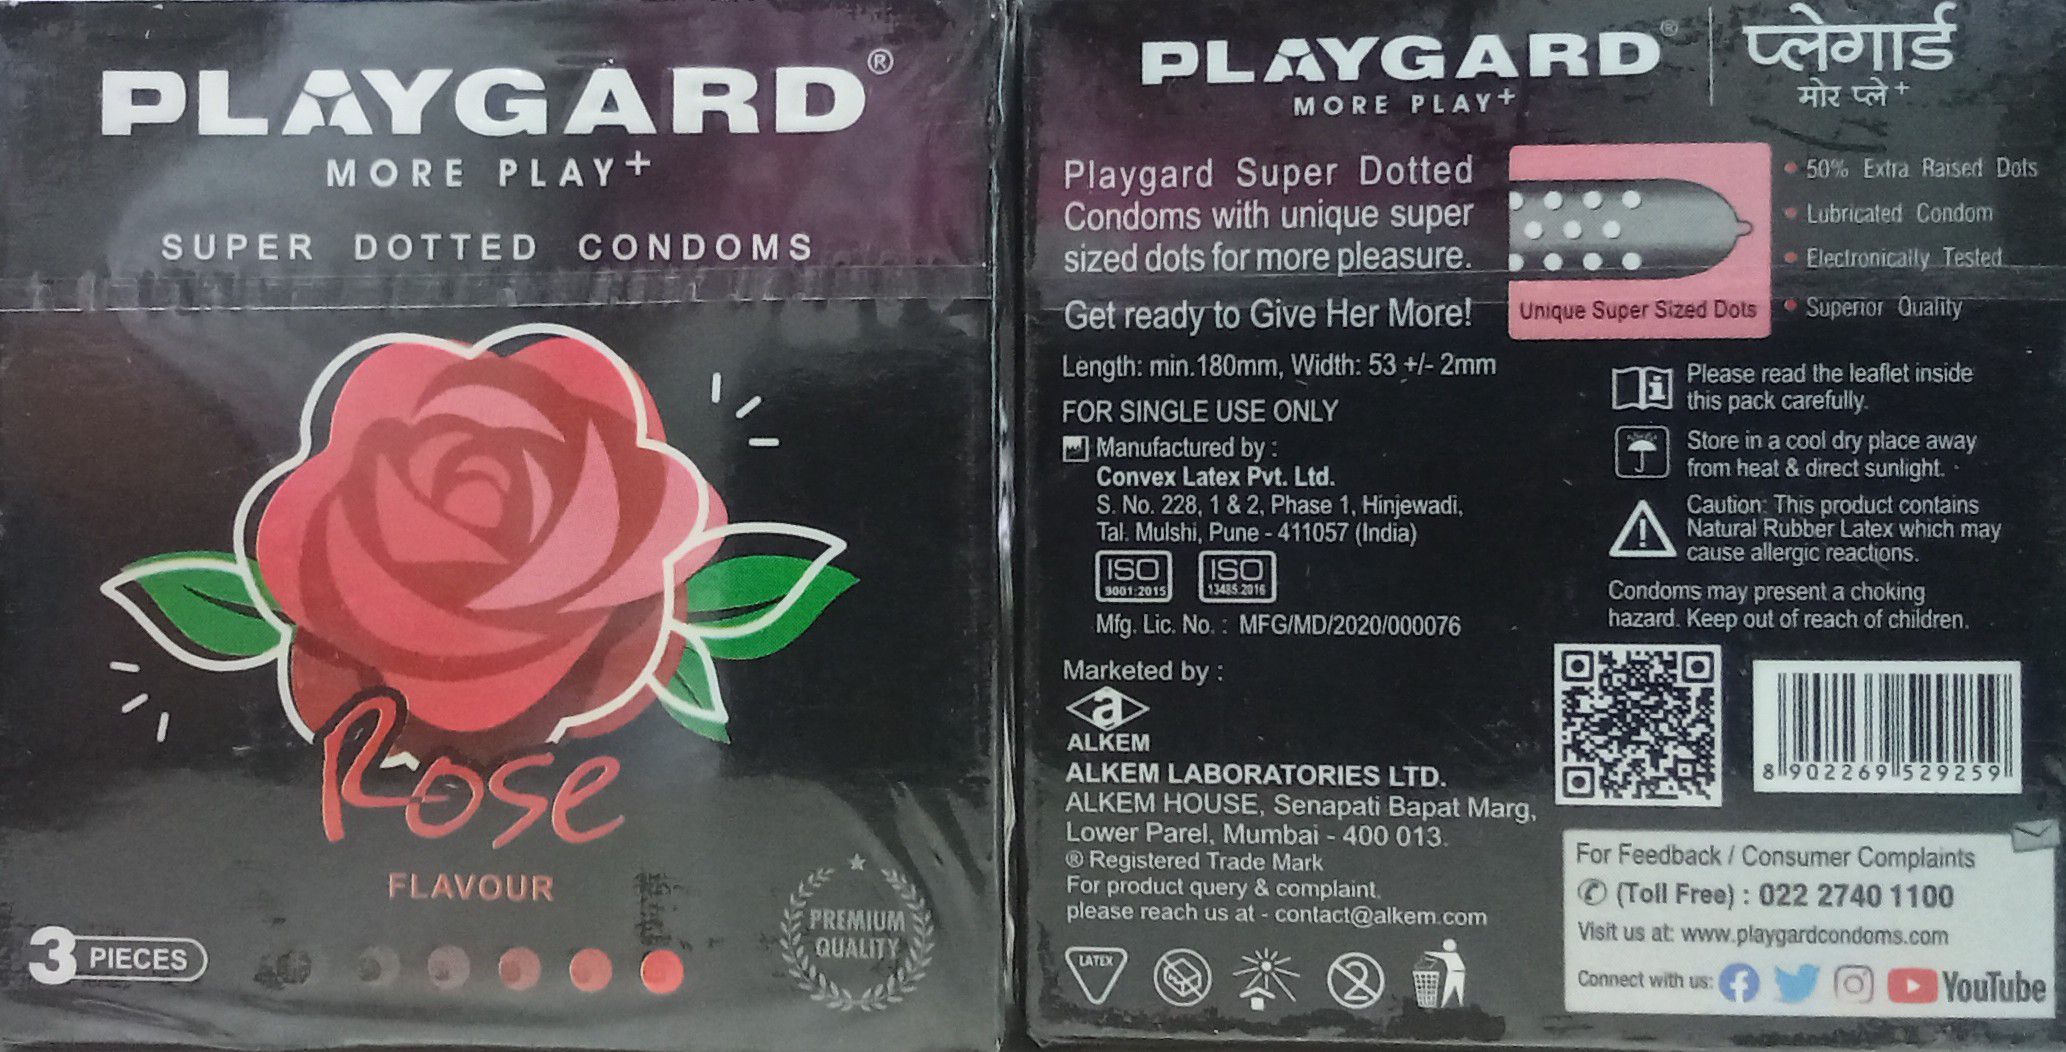 PLAYGARD®
MORE PLAY+
SUPER DOTTED CONDOMS
Rose
FLAVOUR
3 PIECES
PREMIUM
QUALITY
PLAYGARD®
MORE PLAY+
प्लेगार्ड
मोर प्ले+
Playgard Super Dotted
Condoms with unique super
sized dots for more pleasure.
Get ready to Give Her More!
Unique Super Sized Dots
• 50% Extra Raised Dots
• Lubricated Condom
• Electronically Tested
• Superior Quality
Length: min.180mm, Width: 53 +/- 2mm
FOR SINGLE USE ONLY
Manufactured by :
Convex Latex Pvt. Ltd.
S. No. 228, 1 & 2, Phase 1, Hinjewadi,
Tal. Mulshi, Pune - 411057 (India)
ISO
9001:2015
ISO
13485:2016
Mfg. Lic. No. : MFG/MD/2020/000076
Marketed by :
a
ALKEM
ALKEM LABORATORIES LTD.
ALKEM HOUSE, Senapati Bapat Marg,
Lower Parel, Mumbai - 400 013.
® Registered Trade Mark
For product query & complaint,
please reach us at - contact@alkem.com
LATEX
2
Please read the leaflet inside
this pack carefully.
Store in a cool dry place away
from heat & direct sunlight.
Caution: This product contains
Natural Rubber Latex which may
cause allergic reactions.
Condoms may present a choking
hazard. Keep out of reach of children.
8 902269 529259
For Feedback / Consumer Complaints
(Toll Free) : 022 2740 1100
Visit us at: www.playgardcondoms.com
Connect with us: YouTube